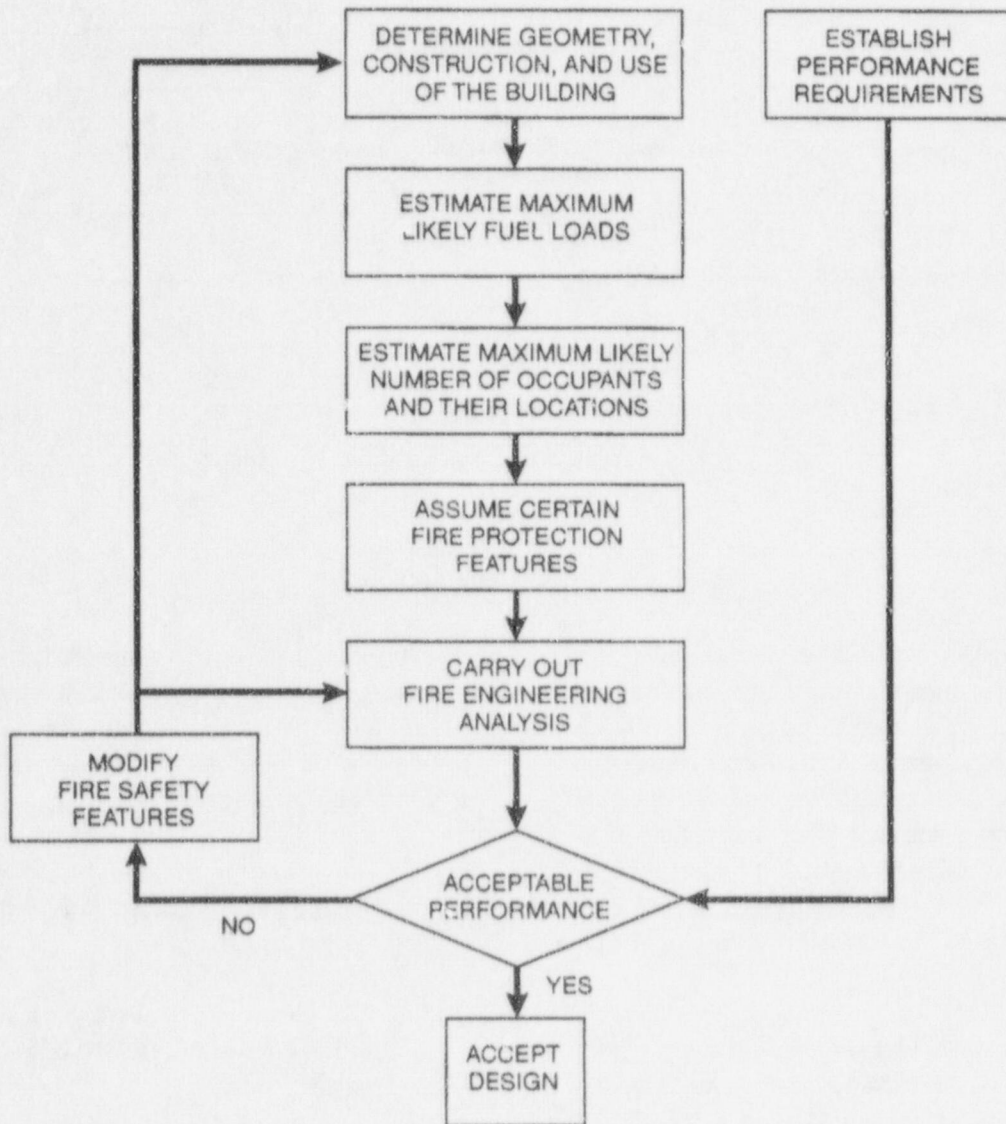 DETERMINE GEOMETRY,
CONSTRUCTION, AND USE
OF THE BUILDING
ESTABLISH
PERFORMANCE
REQUIREMENTS
ESTIMATE MAXIMUM
LIKELY FUEL LOADS
ESTIMATE MAXIMUM LIKELY
NUMBER OF OCCUPANTS
AND THEIR LOCATIONS
ASSUME CERTAIN
FIRE PROTECTION
FEATURES
CARRY OUT
FIRE ENGINEERING
ANALYSIS
MODIFY
FIRE SAFETY
FEATURES
ACCEPTABLE
PERFORMANCE
NO
YES
ACCEPT
DESIGN